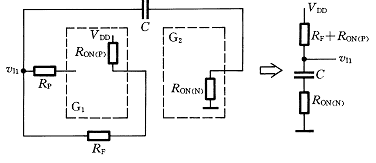 C
V_DD
V_DD
R_ON(P)
G_2
R_F+R_ON(P)
v_I1
R_P
v_I1
C
G_1
R_ON(N)
R_ON(N)
R_F